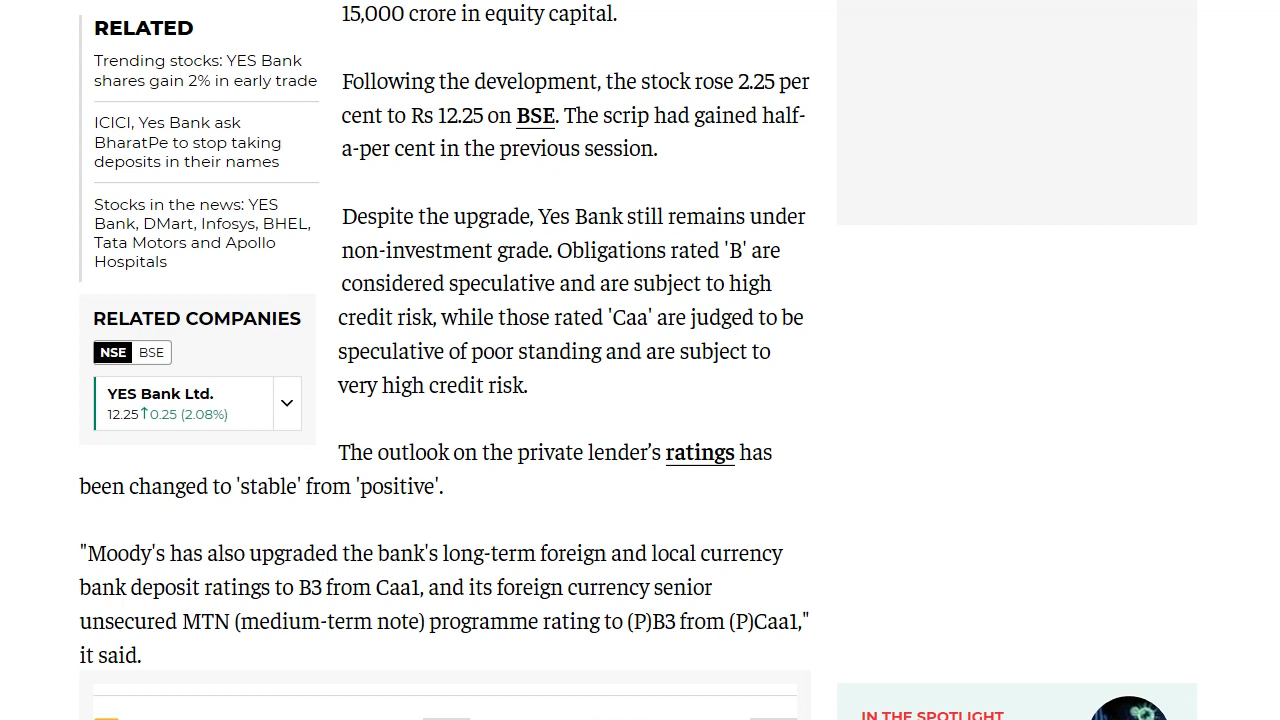 15,000 crore in equity capital.
RELATED
Trending stocks: YES Bank
shares gain 2% in early trade
ICICI, Yes Bank ask
BharatPe to stop taking
deposits in their names
Stocks in the news: YES
Bank, DMart, Infosys, BHEL,
Tata Motors and Apollo
Hospitals
RELATED COMPANIES
NSE BSE
YES Bank Ltd.
12.25↑0.25 (2.08%)
Following the development, the stock rose 2.25 per
cent to Rs 12.25 on BSE. The scrip had gained half-
a-per cent in the previous session.
Despite the upgrade, Yes Bank still remains under
non-investment grade. Obligations rated 'B' are
considered speculative and are subject to high
credit risk, while those rated 'Caa' are judged to be
speculative of poor standing and are subject to
very high credit risk.
The outlook on the private lender’s ratings has
been changed to 'stable' from 'positive'.
"Moody's has also upgraded the bank's long-term foreign and local currency
bank deposit ratings to B3 from Caa1, and its foreign currency senior
unsecured MTN (medium-term note) programme rating to (P)B3 from (P)Caa1,"
it said.
IN THE SPOTLIGHT